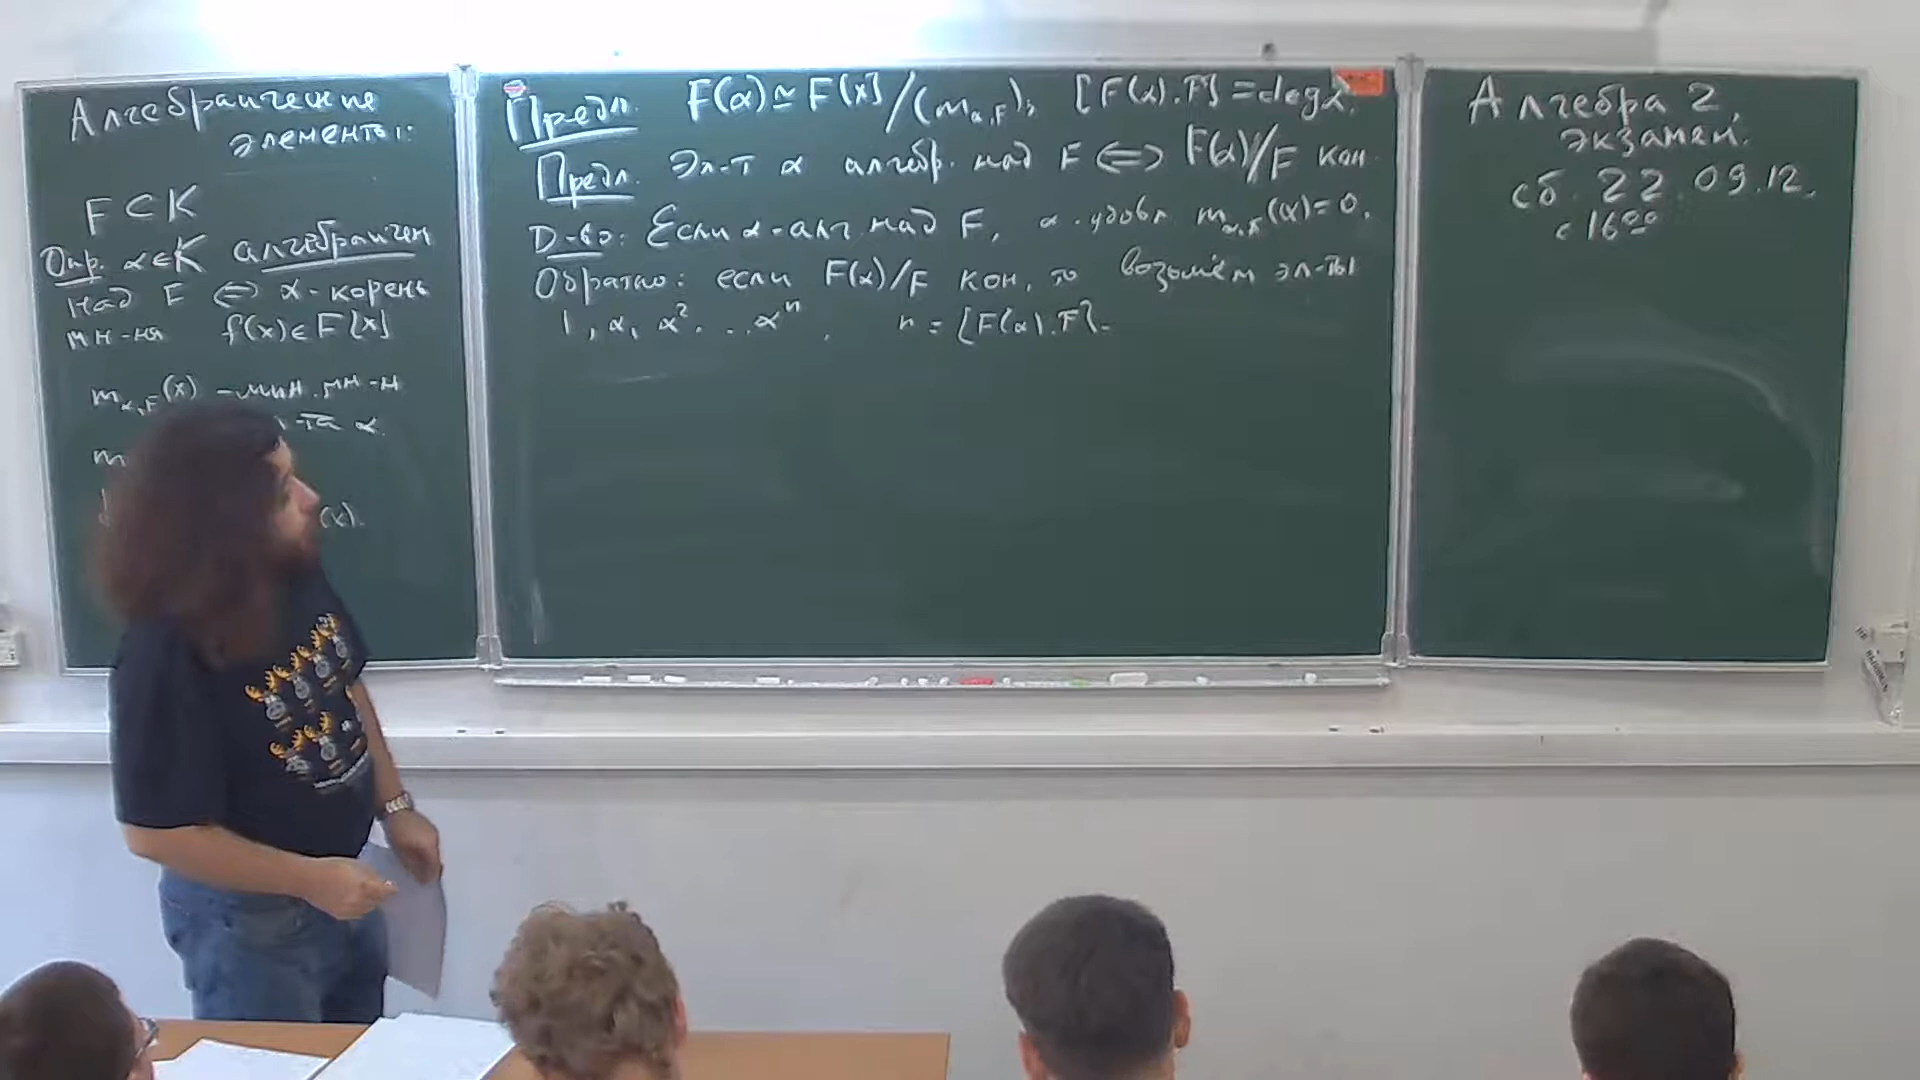 Алгебраические
элементы:
F ⊂ K
Опр. α∈K алгебраичен
над F ⇔ α - корень
мн-на f(x) ∈ F[x]
m_{α,F}(x) - мин. мн-н
-та α.
m
(x).
Предл. F(α) ≃ F[x]/(m_{α,F}), [F(α):F] = deg α.
Предл. Эл-т α алгебр. над F ⇔ F(α)/F кон.
Д-во: Если α - алг над F, α - удовл. m_{α,F}(α)=0.
Обратно: если F(α)/F кон, то возьмём эл-ты
1, α, α² ... αⁿ, n = [F(α):F].
Алгебра 2,
экзамен.
сб. 22.09.12,
с 16⁰⁰